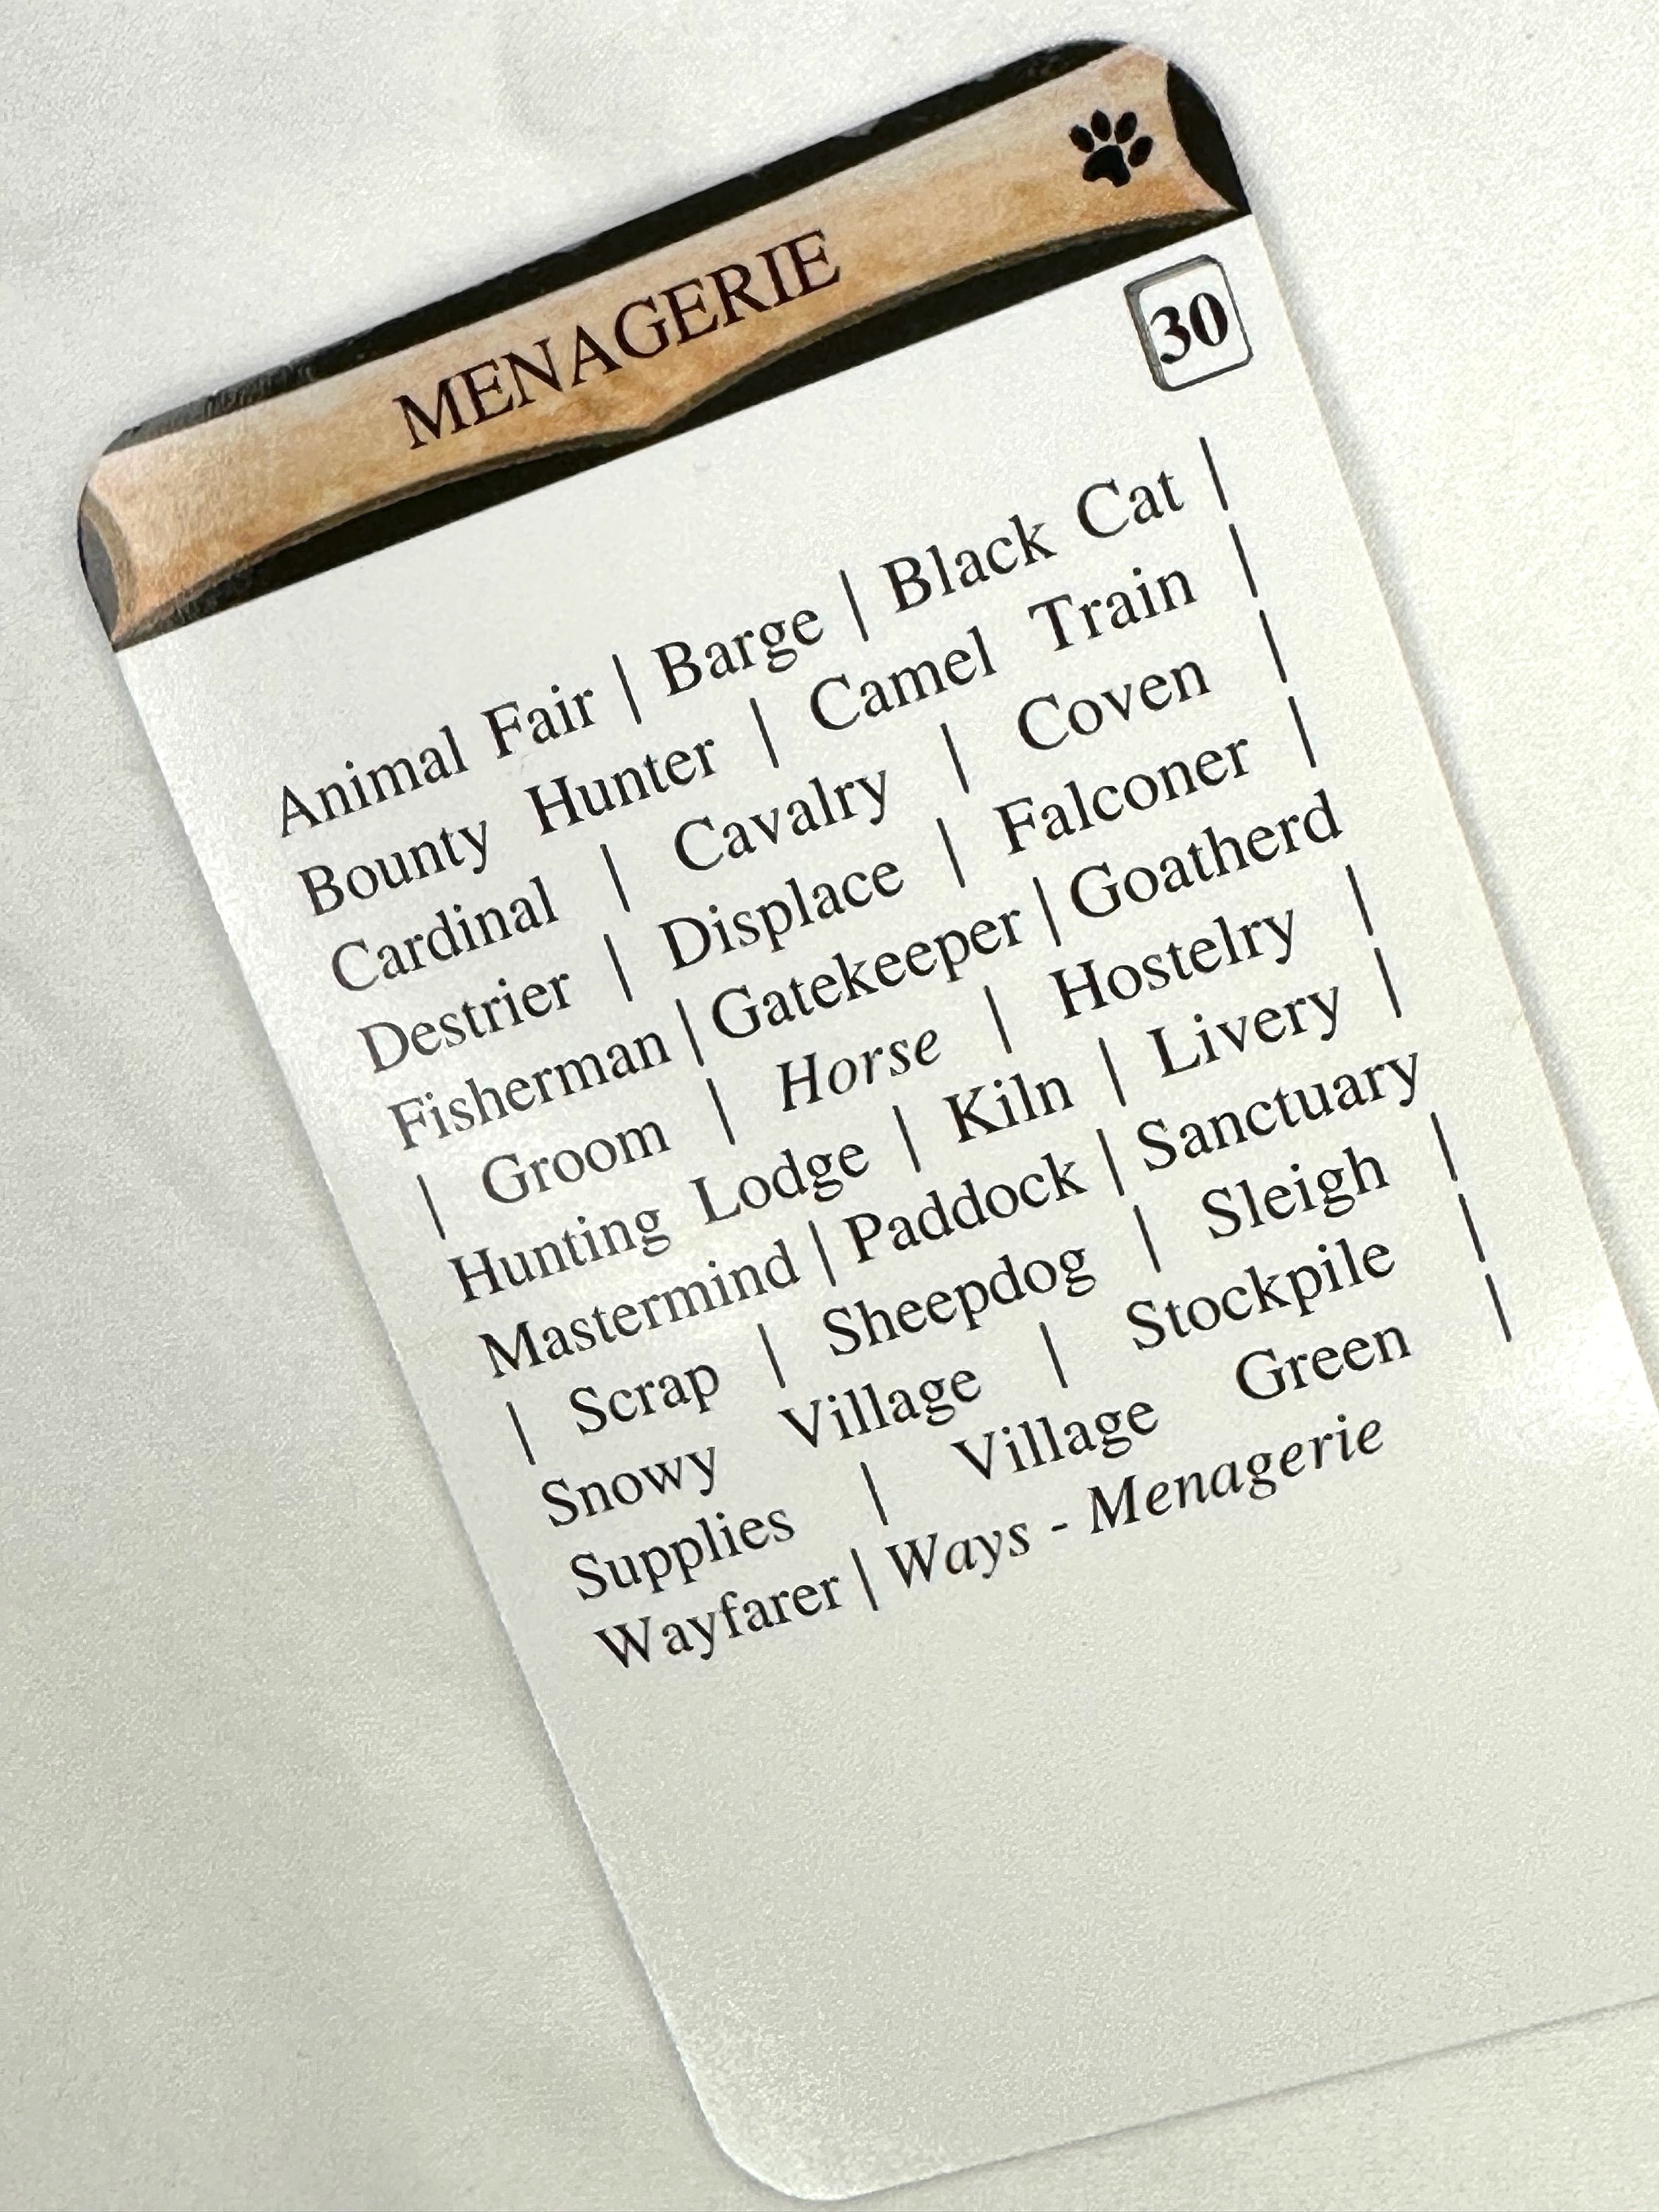 MENAGERIE
30
Animal Fair | Barge | Black Cat |
Bounty Hunter | Camel Train |
Cardinal | Cavalry | Coven |
Destrier | Displace | Falconer |
Fisherman | Gatekeeper | Goatherd
| Groom | Horse | Hostelry |
Hunting Lodge | Kiln | Livery |
Mastermind | Paddock | Sanctuary
| Scrap | Sheepdog | Sleigh |
Snowy Village | Stockpile |
Supplies | Village Green |
Wayfarer | Ways - Menagerie